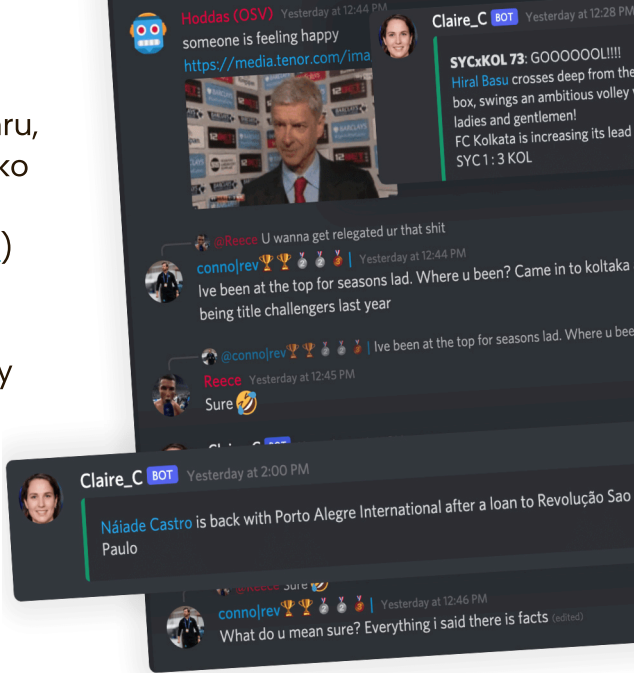 ru,
ko
)
y
Hoddas (OSV) Yesterday at 12:44 PM
someone is feeling happy
https://media.tenor.com/ima
Claire_C BOT Yesterday at 12:28 PM
SYCxKOL 73: GOOOOOOL!!!!
Hiral Basu crosses deep from the
box, swings an ambitious volley
ladies and gentlemen!
FC Kolkata is increasing its lead
SYC 1 : 3 KOL
@Reece U wanna get relegated ur that shit
conno|rev🏆🏆🥈🥈🥉| Yesterday at 12:44 PM
Ive been at the top for seasons lad. Where u been? Came in to koltaka
being title challengers last year
@conno|rev🏆🏆🥈🥈🥉| Ive been at the top for seasons lad. Where u bee
Reece Yesterday at 12:45 PM
Sure 🤣
Claire_C BOT Yesterday at 2:00 PM
Náiade Castro is back with Porto Alegre International after a loan to Revolução Sao
Paulo
@Reece Sure 🤣
conno|rev🏆🏆🥈🥈🥉| Yesterday at 12:46 PM
What do u mean sure? Everything i said there is facts (edited)